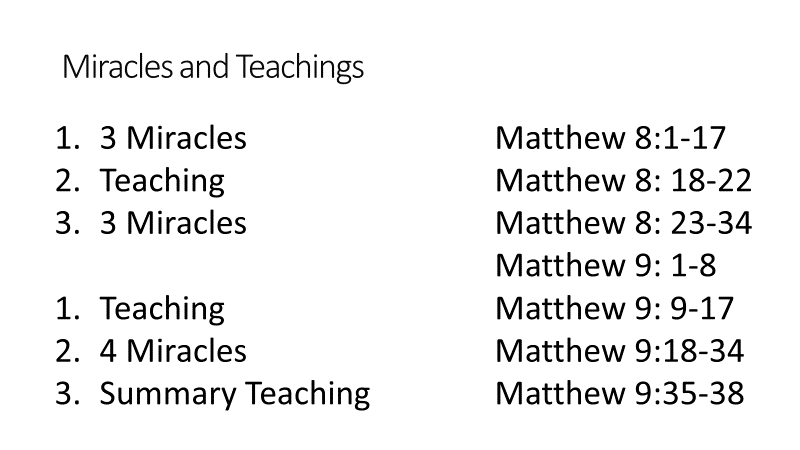 Miracles and Teachings
1. 3 Miracles Matthew 8:1-17
2. Teaching Matthew 8: 18-22
3. 3 Miracles Matthew 8: 23-34
Matthew 9: 1-8
1. Teaching Matthew 9: 9-17
2. 4 Miracles Matthew 9:18-34
3. Summary Teaching Matthew 9:35-38